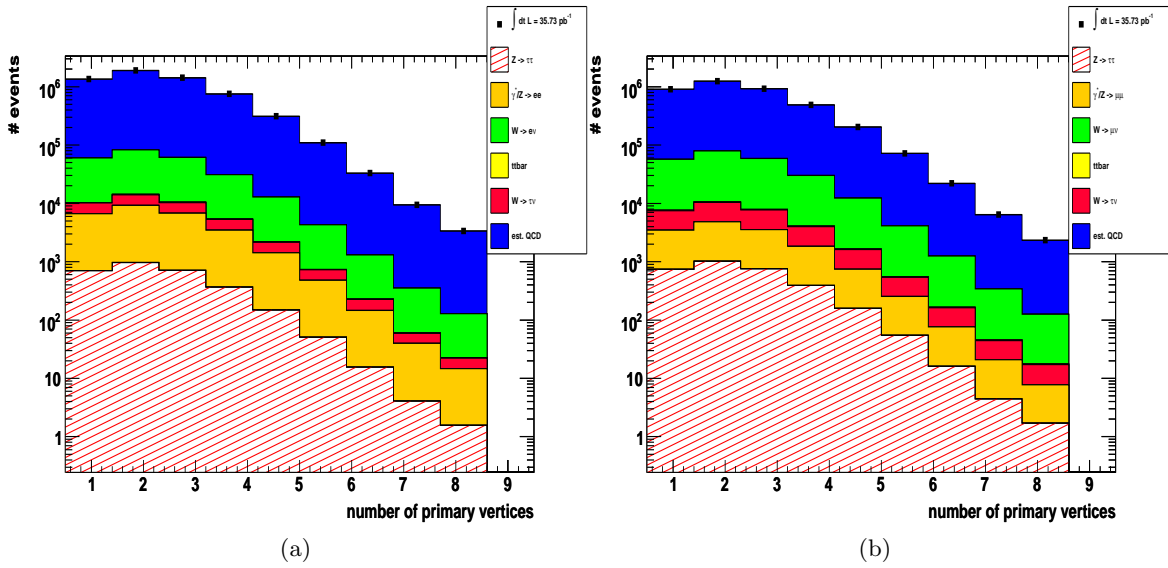 ∫ dt L = 35.73 pb⁻¹
Z -> ττ
γ*/Z -> ee
W -> eν
ttbar
W -> τν
est. QCD
# events
10⁶
10⁵
10⁴
10³
10²
10
1
1 2 3 4 5 6 7 8 9
number of primary vertices
(a)
∫ dt L = 35.73 pb⁻¹
Z -> ττ
γ*/Z -> μμ
W -> μν
ttbar
W -> τν
est. QCD
# events
10⁶
10⁵
10⁴
10³
10²
10
1
1 2 3 4 5 6 7 8 9
number of primary vertices
(b)